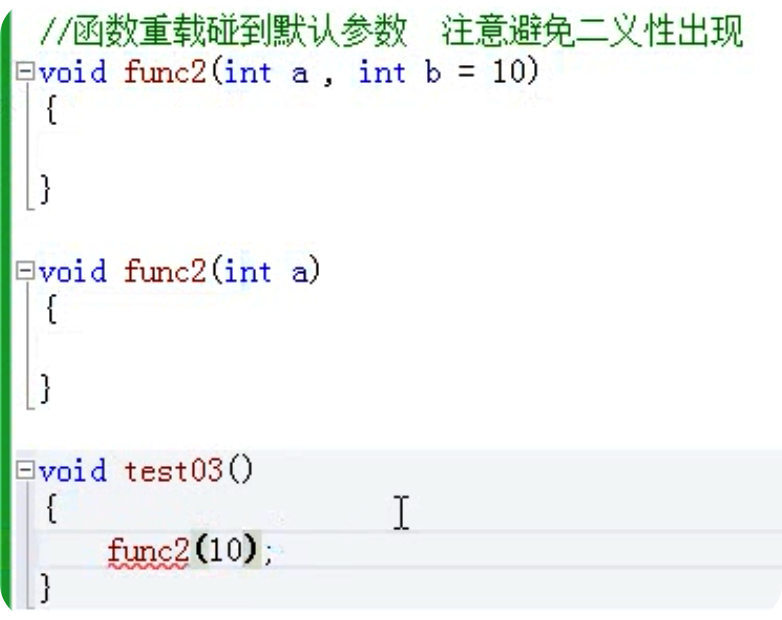 //函数重载碰到默认参数 注意避免二义性出现
void func2(int a , int b = 10)
{
}
void func2(int a)
{
}
void test03()
{
func2(10);
}